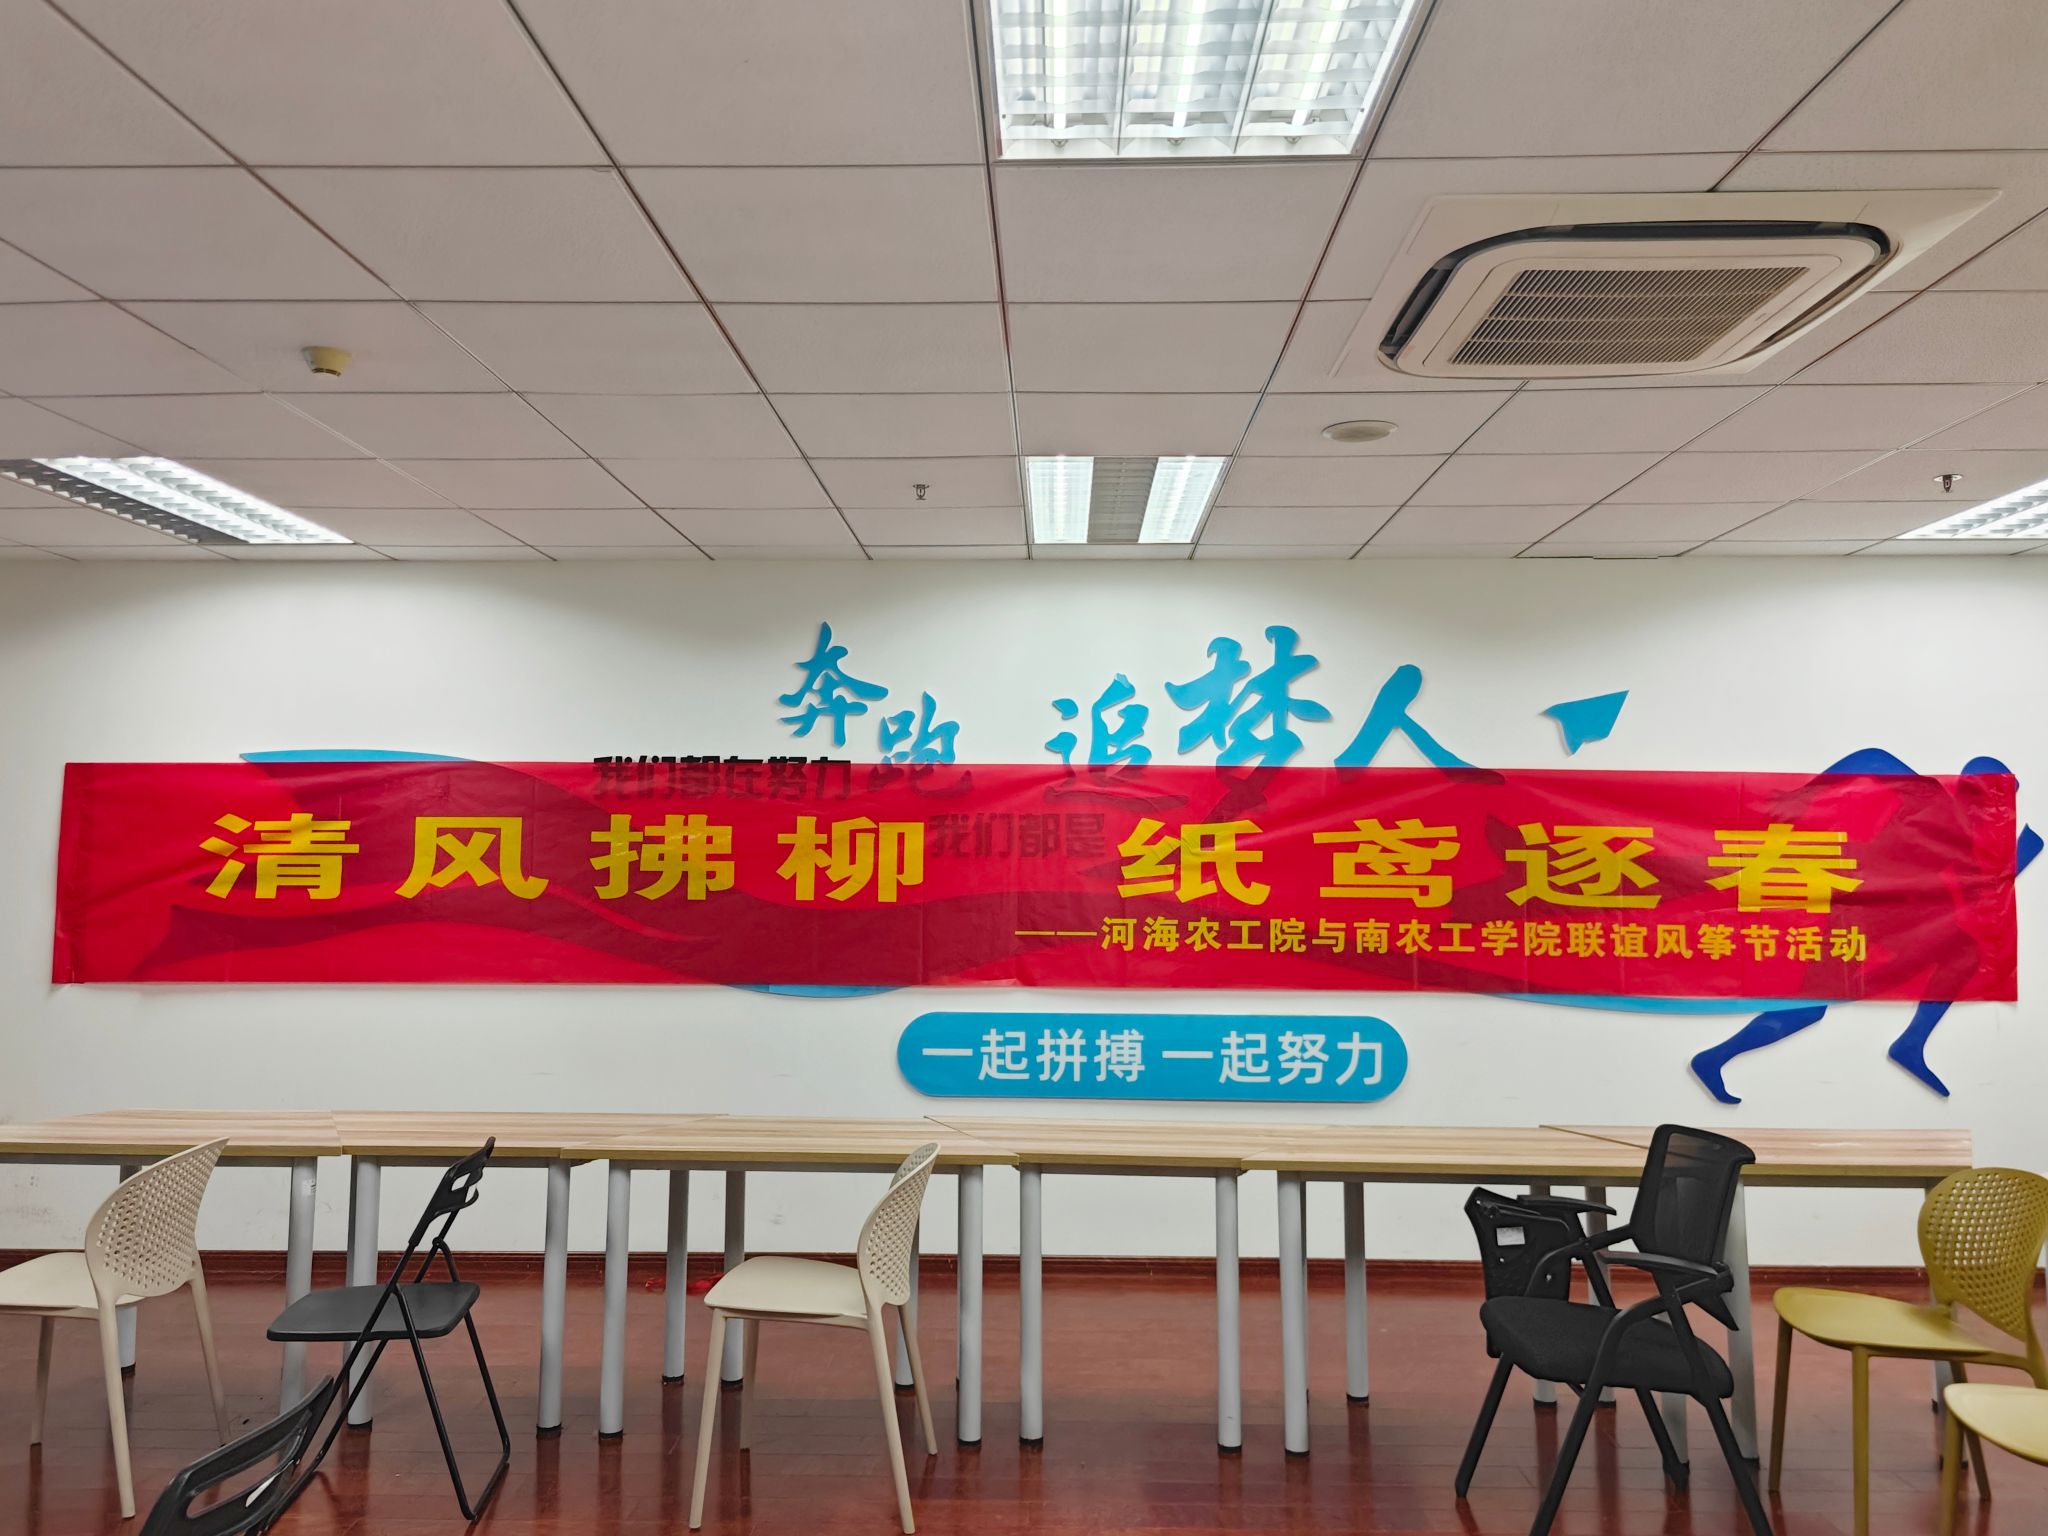 奔跑 追梦人
我们都在努力
我们都是
清风拂柳 纸鸢逐春
——河海农工院与南农工学院联谊风筝节活动
一起拼搏 一起努力